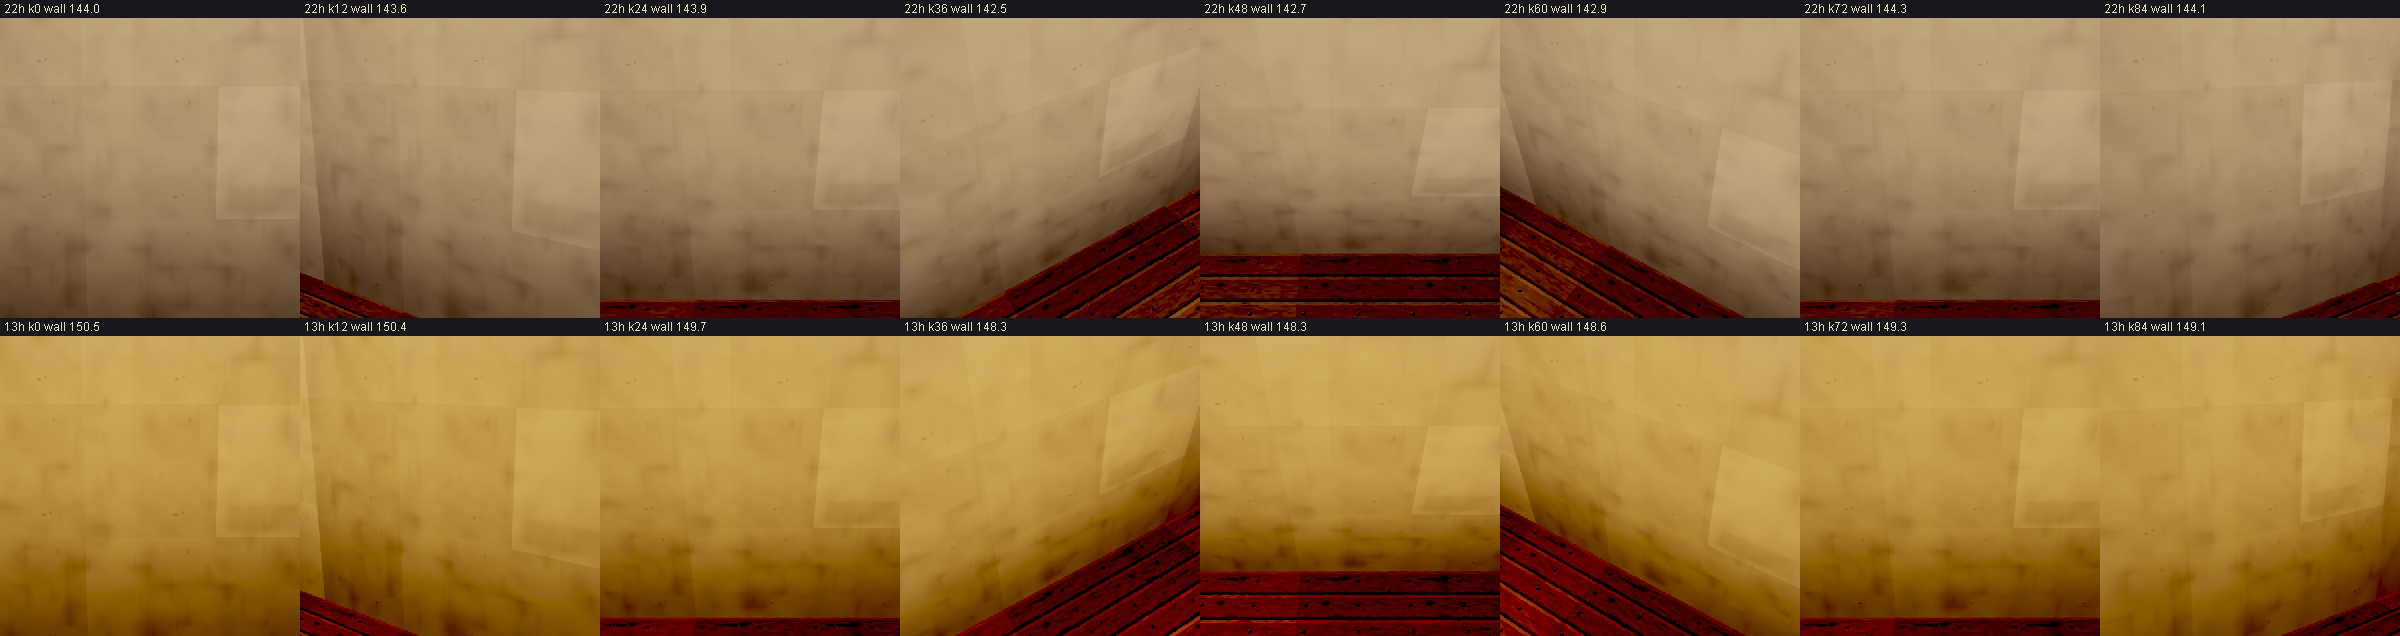 22h k0 wall 144.0
22h k12 wall 143.6
22h k24 wall 143.9
22h k36 wall 142.5
22h k48 wall 142.7
22h k60 wall 142.9
22h k72 wall 144.3
22h k84 wall 144.1
13h k0 wall 150.5
13h k12 wall 150.4
13h k24 wall 149.7
13h k36 wall 148.3
13h k48 wall 148.3
13h k60 wall 148.6
13h k72 wall 149.3
13h k84 wall 149.1